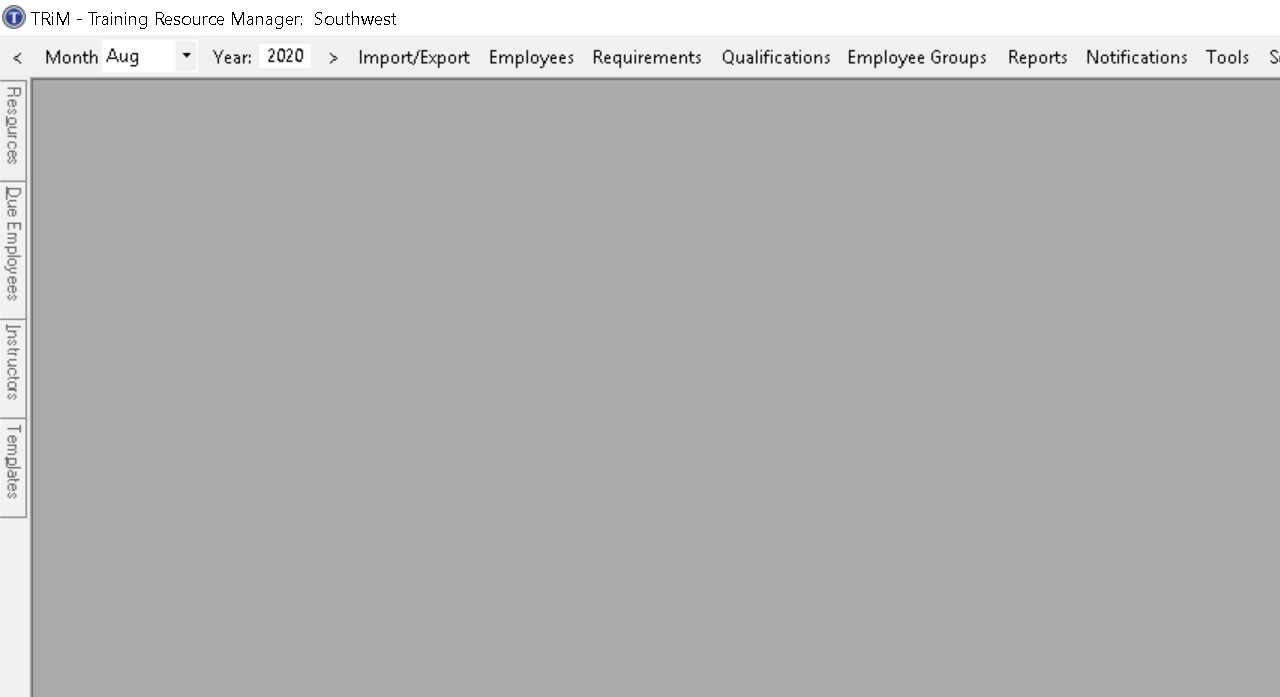 TRiM - Training Resource Manager: Southwest
< Month Aug Year: 2020 > Import/Export Employees Requirements Qualifications Employee Groups Reports Notifications Tools
Resources
Due Employees
Instructors
Templates